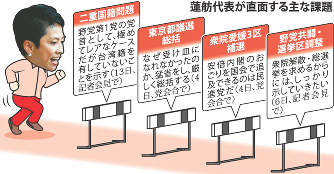 蓮舫代表が直面する主な課題
二重国籍問題
野党第1党の党
首として、極め
てレアなケース
だが台湾籍を
有していないこ
とを示す(13日、
記者会見で)
東京都議選
総括
なぜ受け皿に
なれなかったの
か、猛省をし、厳
しく総括する(4
日、党会合で)
衆院愛媛3区
補選
安倍内閣のお
ごりを国会で追
及できるのは民
進党だ(4日、
党会合で)
野党共闘・
選挙区調整
衆院解散・総選
挙を求めるから
には、しっかり
示していきたい
(6日、記者会見
で)